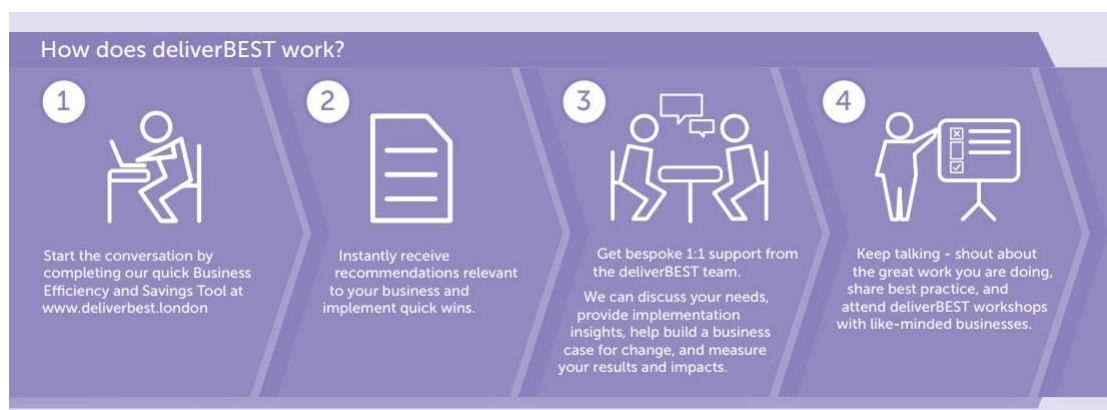 How does deliverBEST work?
1
Start the conversation by
completing our quick Business
Efficiency and Savings Tool at
www.deliverbest.london
2
Instantly receive
recommendations relevant
to your business and
implement quick wins.
3
Get bespoke 1:1 support from
the deliverBEST team.
We can discuss your needs,
provide implementation
insights, help build a business
case for change, and measure
your results and impacts.
4
Keep talking - shout about
the great work you are doing,
share best practice, and
attend deliverBEST workshops
with like-minded businesses.